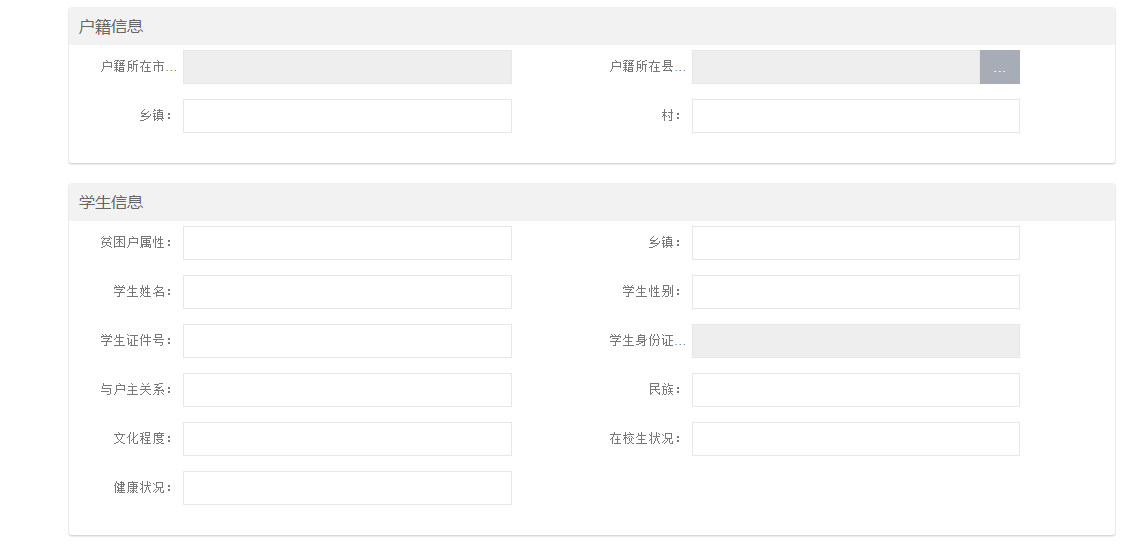 户籍信息
户籍所在市...
户籍所在县...
...
乡镇：
村：
学生信息
贫困户属性：
乡镇：
学生姓名：
学生性别：
学生证件号：
学生身份证...
与户主关系：
民族：
文化程度：
在校生状况：
健康状况：